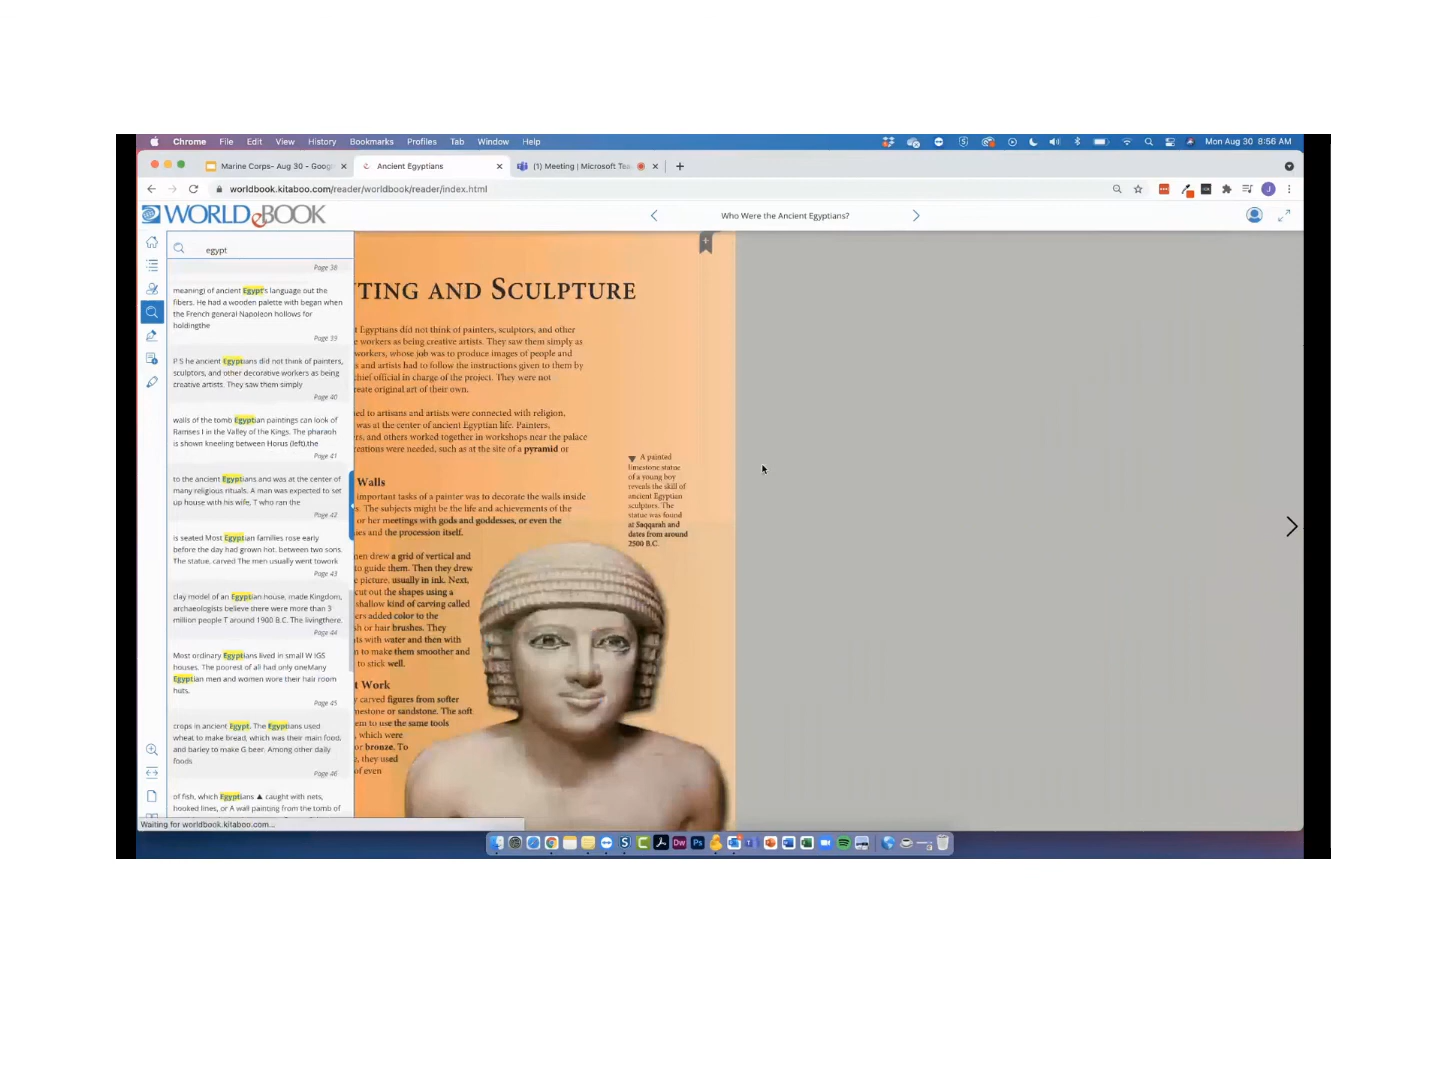 Chrome File Edit View History Bookmarks Profiles Tab Window Help Mon Aug 30 8:56 AM
Marine Corps- Aug 30 - Goog Ancient Egyptians (1) Meeting | Microsoft Tea
worldbook.kitaboo.com/reader/worldbook/reader/index.html
WORLD eBOOK
Who Were the Ancient Egyptians?
egypt
Page 38
meaning) of ancient Egypt's language out the
fibers. He had a wooden palette with began when
the French general Napoleon hollows for
holdingthe
Page 39
P S he ancient Egyptians did not think of painters,
sculptors, and other decorative workers as being
creative artists. They saw them simply
Page 40
walls of the tomb Egyptian paintings can look of
Ramses I in the Valley of the Kings. The pharaoh
is shown kneeling between Horus (left),the
Page 41
to the ancient Egyptians and was at the center of
many religious rituals. A man was expected to set
up house with his wife, T who ran the
Page 42
is seated Most Egyptian families rose early
before the day had grown hot. between two sons.
The statue, carved The men usually went towork
Page 43
clay model of an Egyptian house, made Kingdom,
archaeologists believe there were more than 3
million people T around 1900 B.C. The livingthere.
Page 44
Most ordinary Egyptians lived in small W IGS
houses. The poorest of all had only oneMany
Egyptian men and women wore their hair room
huts.
Page 45
crops in ancient Egypt. The Egyptians used
wheat to make bread, which was their main food,
and barley to make G beer. Among other daily
foods
Page 46
of fish, which Egyptians ▲ caught with nets,
hooked lines, or A wall painting from the tomb of
Waiting for worldbook.kitaboo.com...
TING AND SCULPTURE
t Egyptians did not think of painters, sculptors, and other
e workers as being creative artists. They saw them simply as
workers, whose job was to produce images of people and
s and artists had to follow the instructions given to them by
chief official in charge of the project. They were not
reate original art of their own.
ed to artisans and artists were connected with religion,
was at the center of ancient Egyptian life. Painters,
rs, and others worked together in workshops near the palace
reations were needed, such as at the site of a pyramid or
Walls
important tasks of a painter was to decorate the walls inside
s. The subjects might be the life and achievements of the
or her meetings with gods and goddesses, or even the
es and the procession itself.
men drew a grid of vertical and
to guide them. Then they drew
e picture, usually in ink. Next,
cut out the shapes using a
shallow kind of carving called
ers added color to the
sh or hair brushes. They
ts with water and then with
n to make them smoother and
to stick well.
t Work
y carved figures from softer
mestone or sandstone. The soft
em to use the same tools
, which were
or bronze. To
, they used
of even
▼ A painted
limestone statue
of a young boy
reveals the skill of
ancient Egyptian
sculptors. The
statue was found
at Saqqarah and
dates from around
2500 B.C.